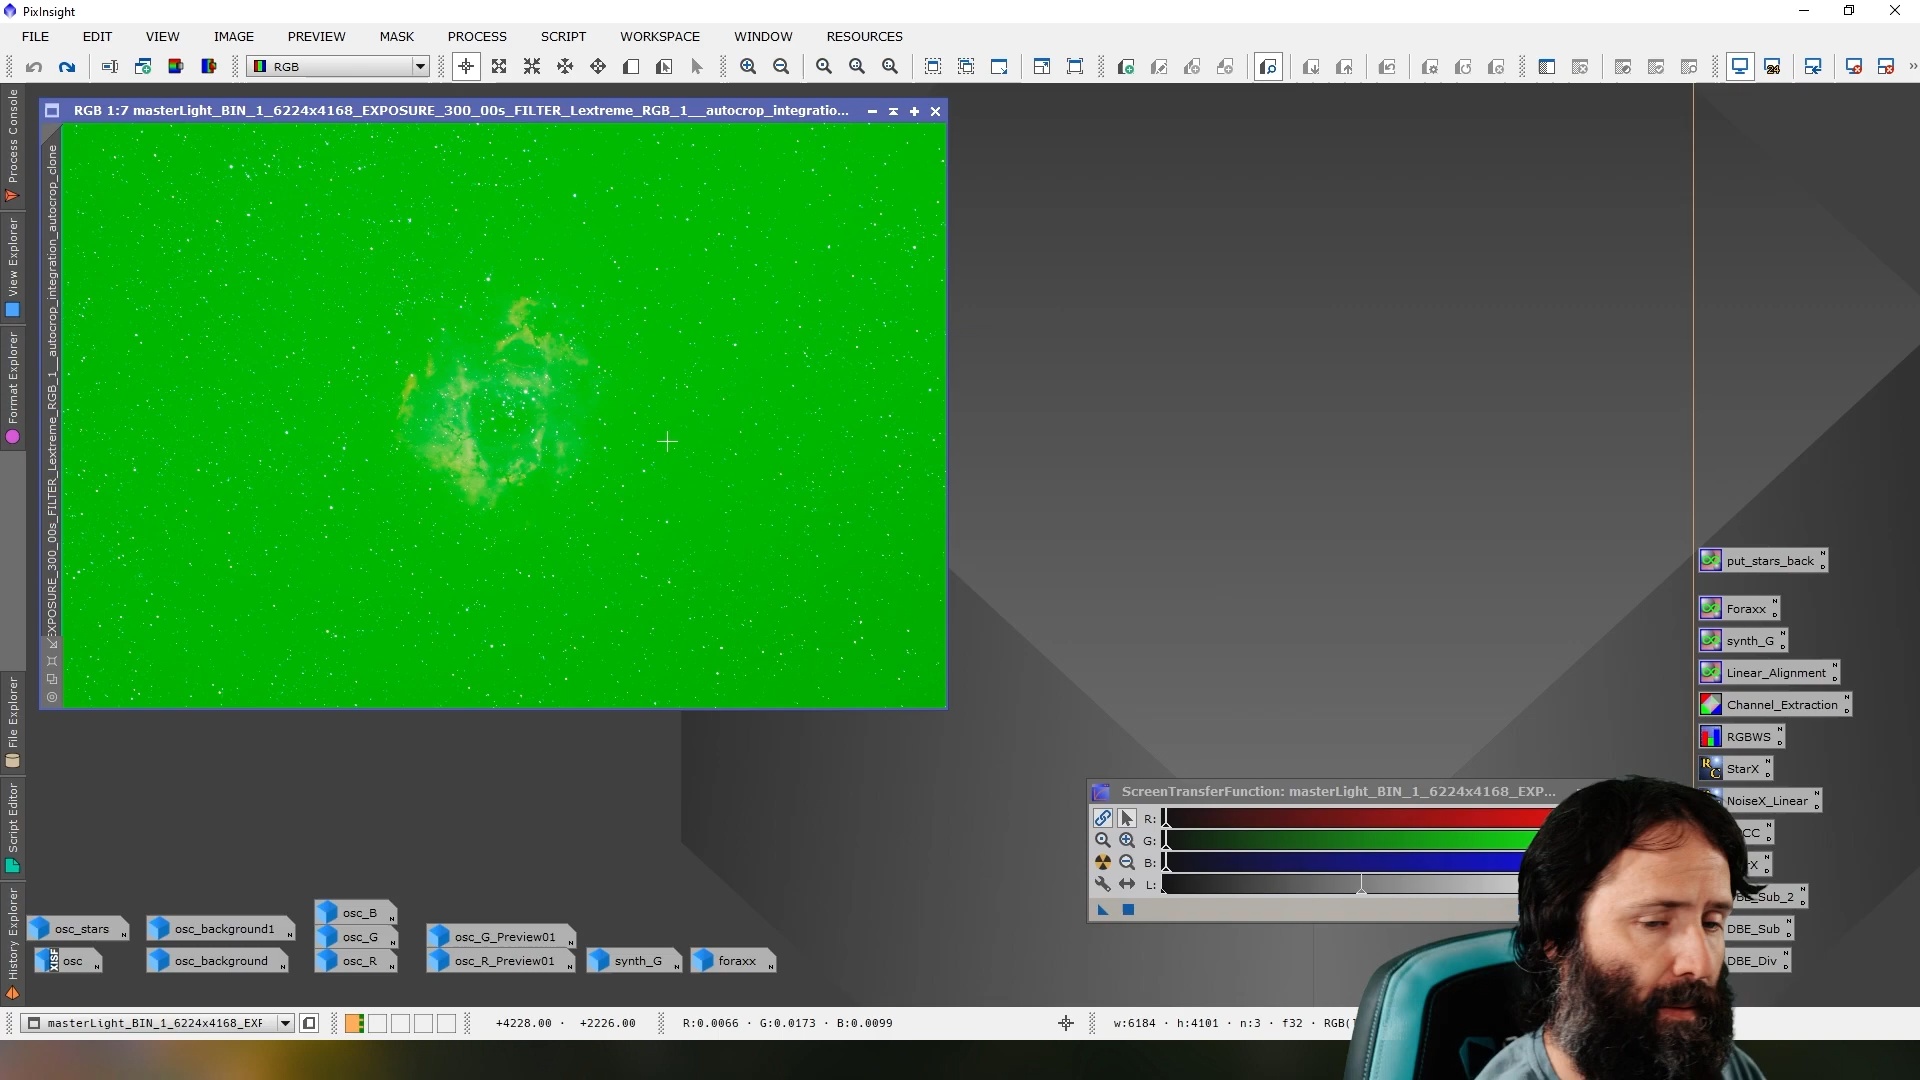 PixInsight
FILE EDIT VIEW IMAGE PREVIEW MASK PROCESS SCRIPT WORKSPACE WINDOW RESOURCES
RGB
24
RGB 1:7 masterLight_BIN_1_6224x4168_EXPOSURE_300_00s_FILTER_Lextreme_RGB_1__autocrop_integratio...
Process Console
View Explorer
Format Explorer
File Explorer
Script Editor
History Explorer
EXPOSURE_300_00s_FILTER_Lextreme_RGB_1__autocrop_integration_autocrop_clone
put_stars_back
Foraxx
synth_G
Linear_Alignment
Channel_Extraction
RGBWS
StarX
NoiseX_Linear
DBE_Sub
DBE_Div
ScreenTransferFunction: masterLight_BIN_1_6224x4168_EXP...
R:
G:
B:
L:
osc_stars
osc
osc_background1
osc_background
osc_B
osc_G
osc_R
osc_G_Preview01
osc_R_Preview01
synth_G
foraxx
masterLight_BIN_1_6224x4168_EXF
+4228.00 · +2226.00
R:0.0066 · G:0.0173 · B:0.0099
w:6184 · h:4101 · n:3 · f32 · RGB